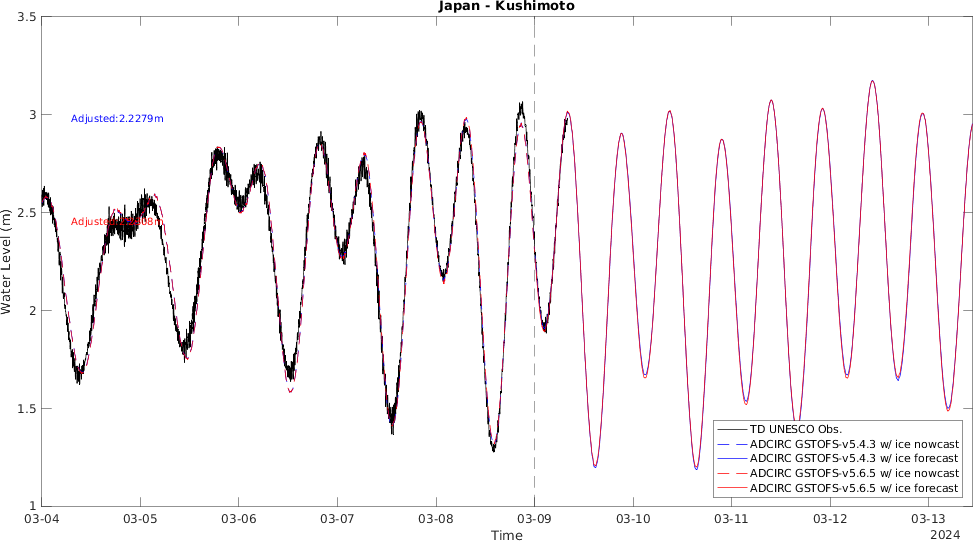 Japan - Kushimoto
3.5
3
2.5
2
1.5
1
Water Level (m)
Adjusted:2.2279m
03-04
03-05
03-06
03-07
03-08
03-09
03-10
03-11
03-12
03-13
Time
2024
TD UNESCO Obs.
ADCIRC GSTOFS-v5.4.3 w/ ice nowcast
ADCIRC GSTOFS-v5.4.3 w/ ice forecast
ADCIRC GSTOFS-v5.6.5 w/ ice nowcast
ADCIRC GSTOFS-v5.6.5 w/ ice forecast